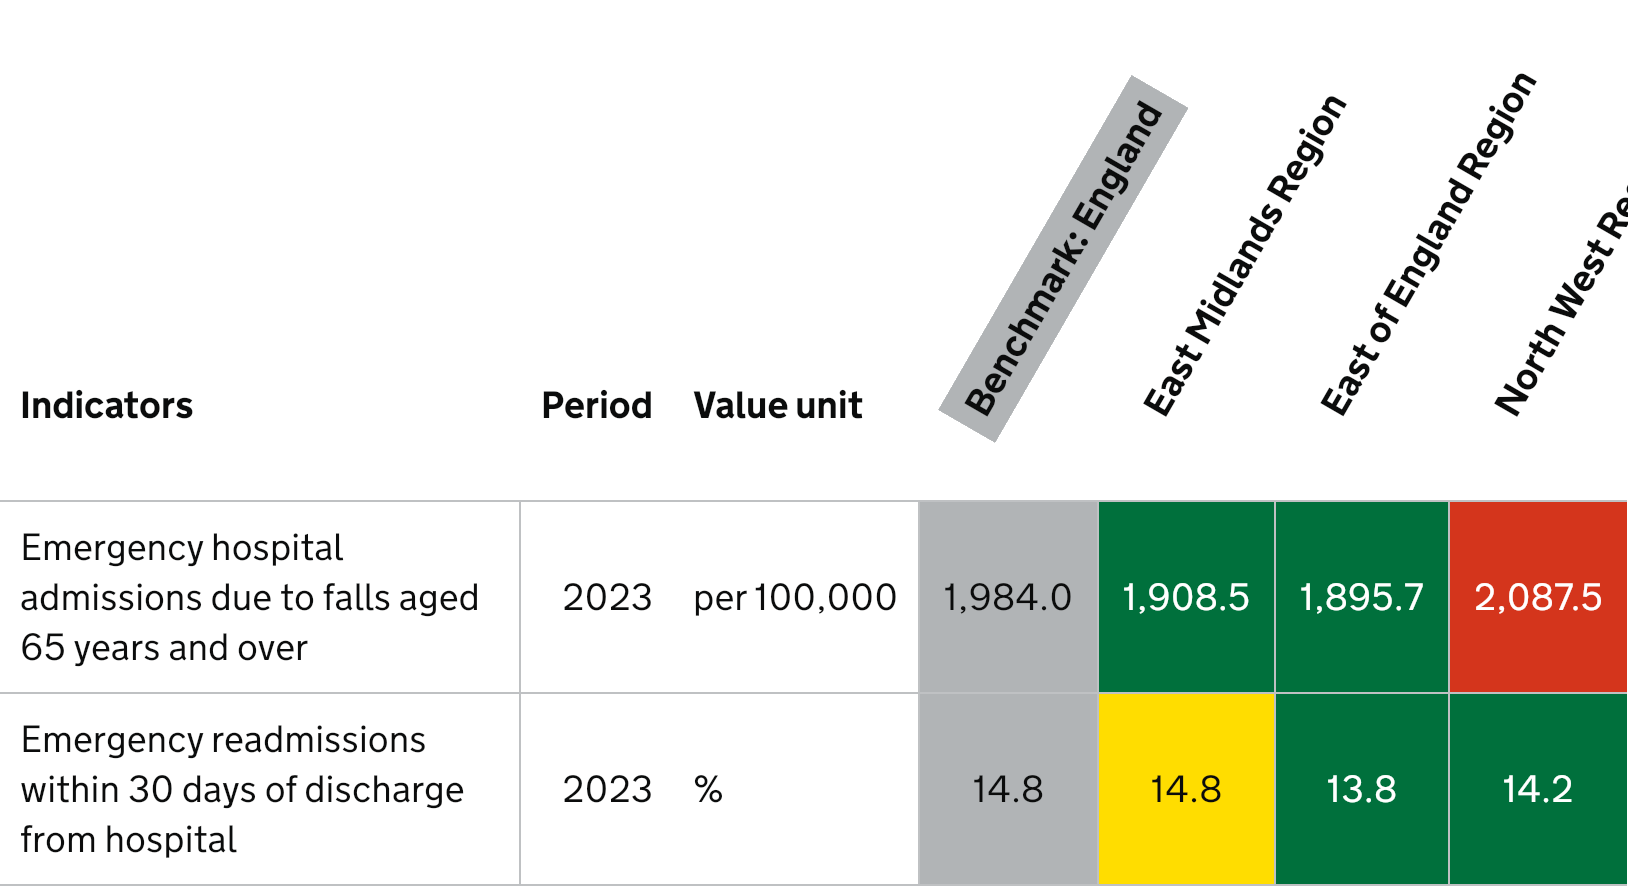 Benchmark: England
East Midlands Region
East of England Region
North West
Indicators Period Value unit
Emergency hospital
admissions due to falls aged
65 years and over
2023 per 100,000 1,984.0 1,908.5 1,895.7 2,087.5
Emergency readmissions
within 30 days of discharge
from hospital
2023 % 14.8 14.8 13.8 14.2